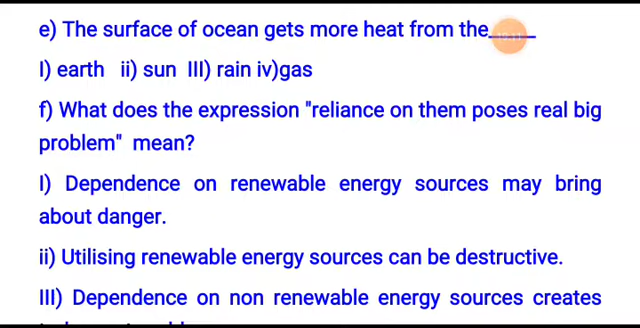 e) The surface of ocean gets more heat from the______
I) earth ii) sun III) rain iv)gas
f) What does the expression "reliance on them poses real big
problem" mean?
I) Dependence on renewable energy sources may bring
about danger.
ii) Utilising renewable energy sources can be destructive.
III) Dependence on non renewable energy sources creates